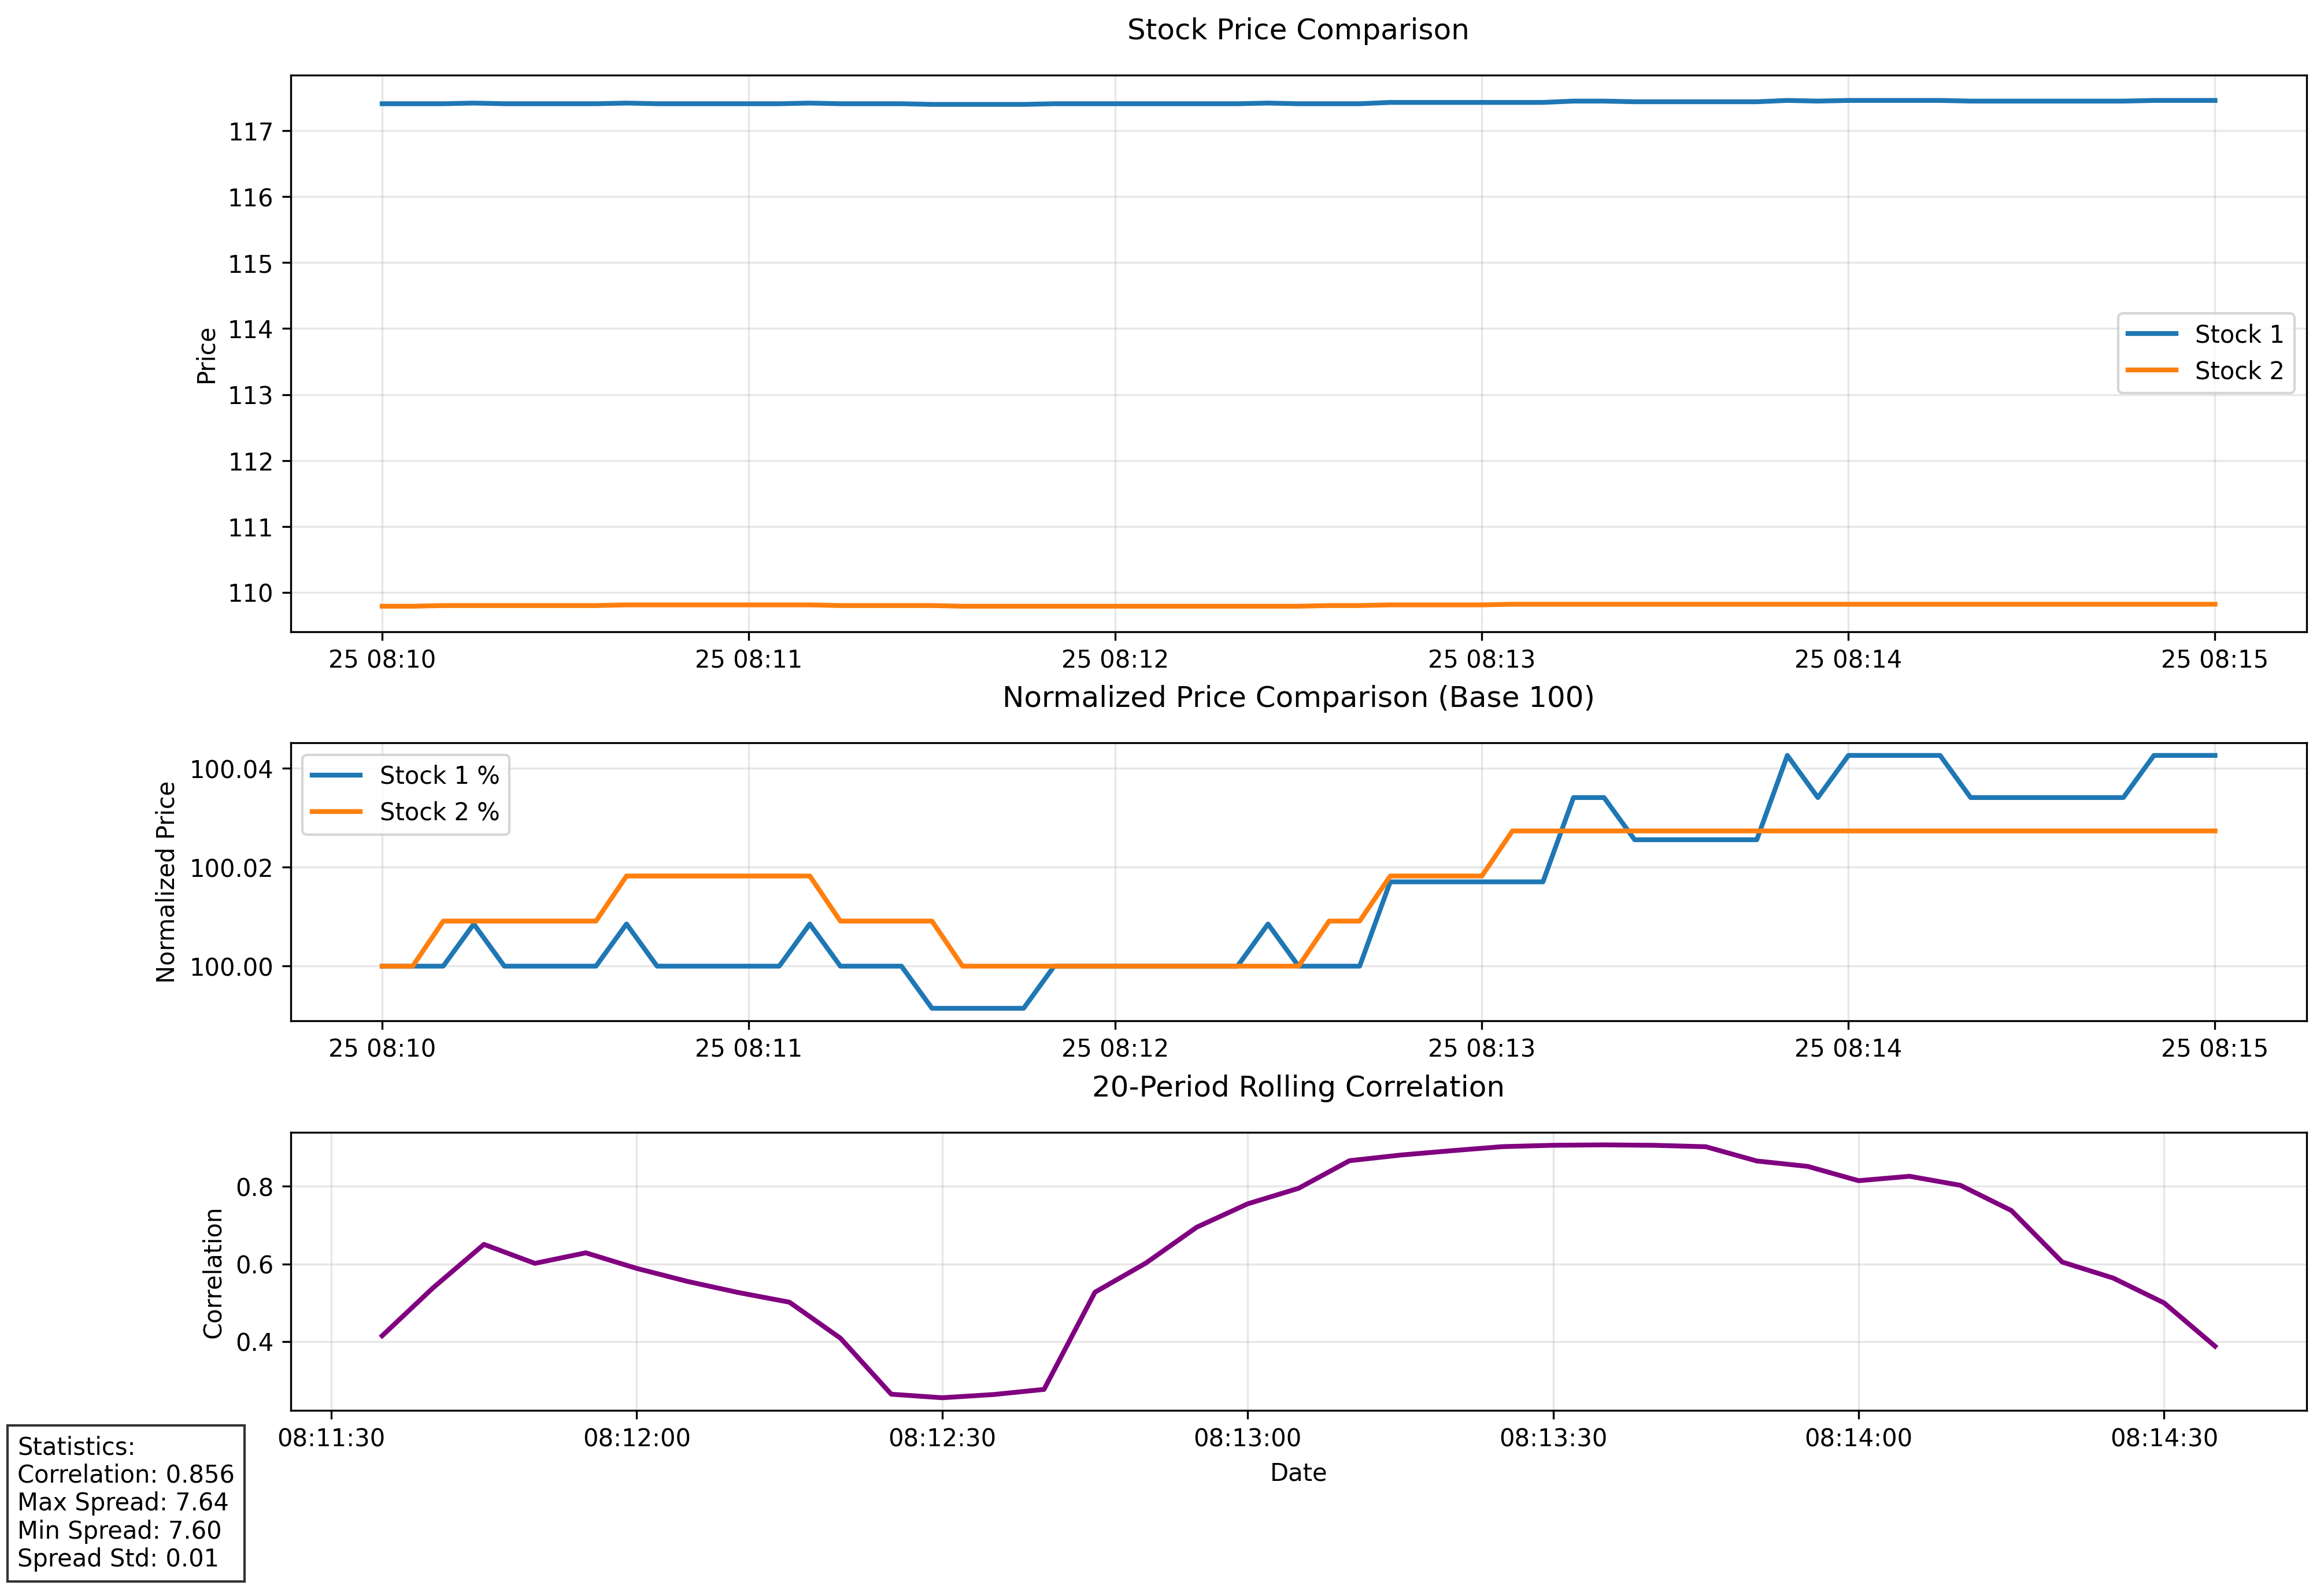 Stock Price Comparison
Price
117
116
115
114
113
112
111
110
Stock 1
Stock 2
25 08:10 25 08:11 25 08:12 25 08:13 25 08:14 25 08:15
Normalized Price Comparison (Base 100)
Normalized Price
100.04
100.02
100.00
Stock 1 %
Stock 2 %
25 08:10 25 08:11 25 08:12 25 08:13 25 08:14 25 08:15
20-Period Rolling Correlation
Correlation
0.8
0.6
0.4
08:11:30 08:12:00 08:12:30 08:13:00 08:13:30 08:14:00 08:14:30
Date
Statistics:
Correlation: 0.856
Max Spread: 7.64
Min Spread: 7.60
Spread Std: 0.01